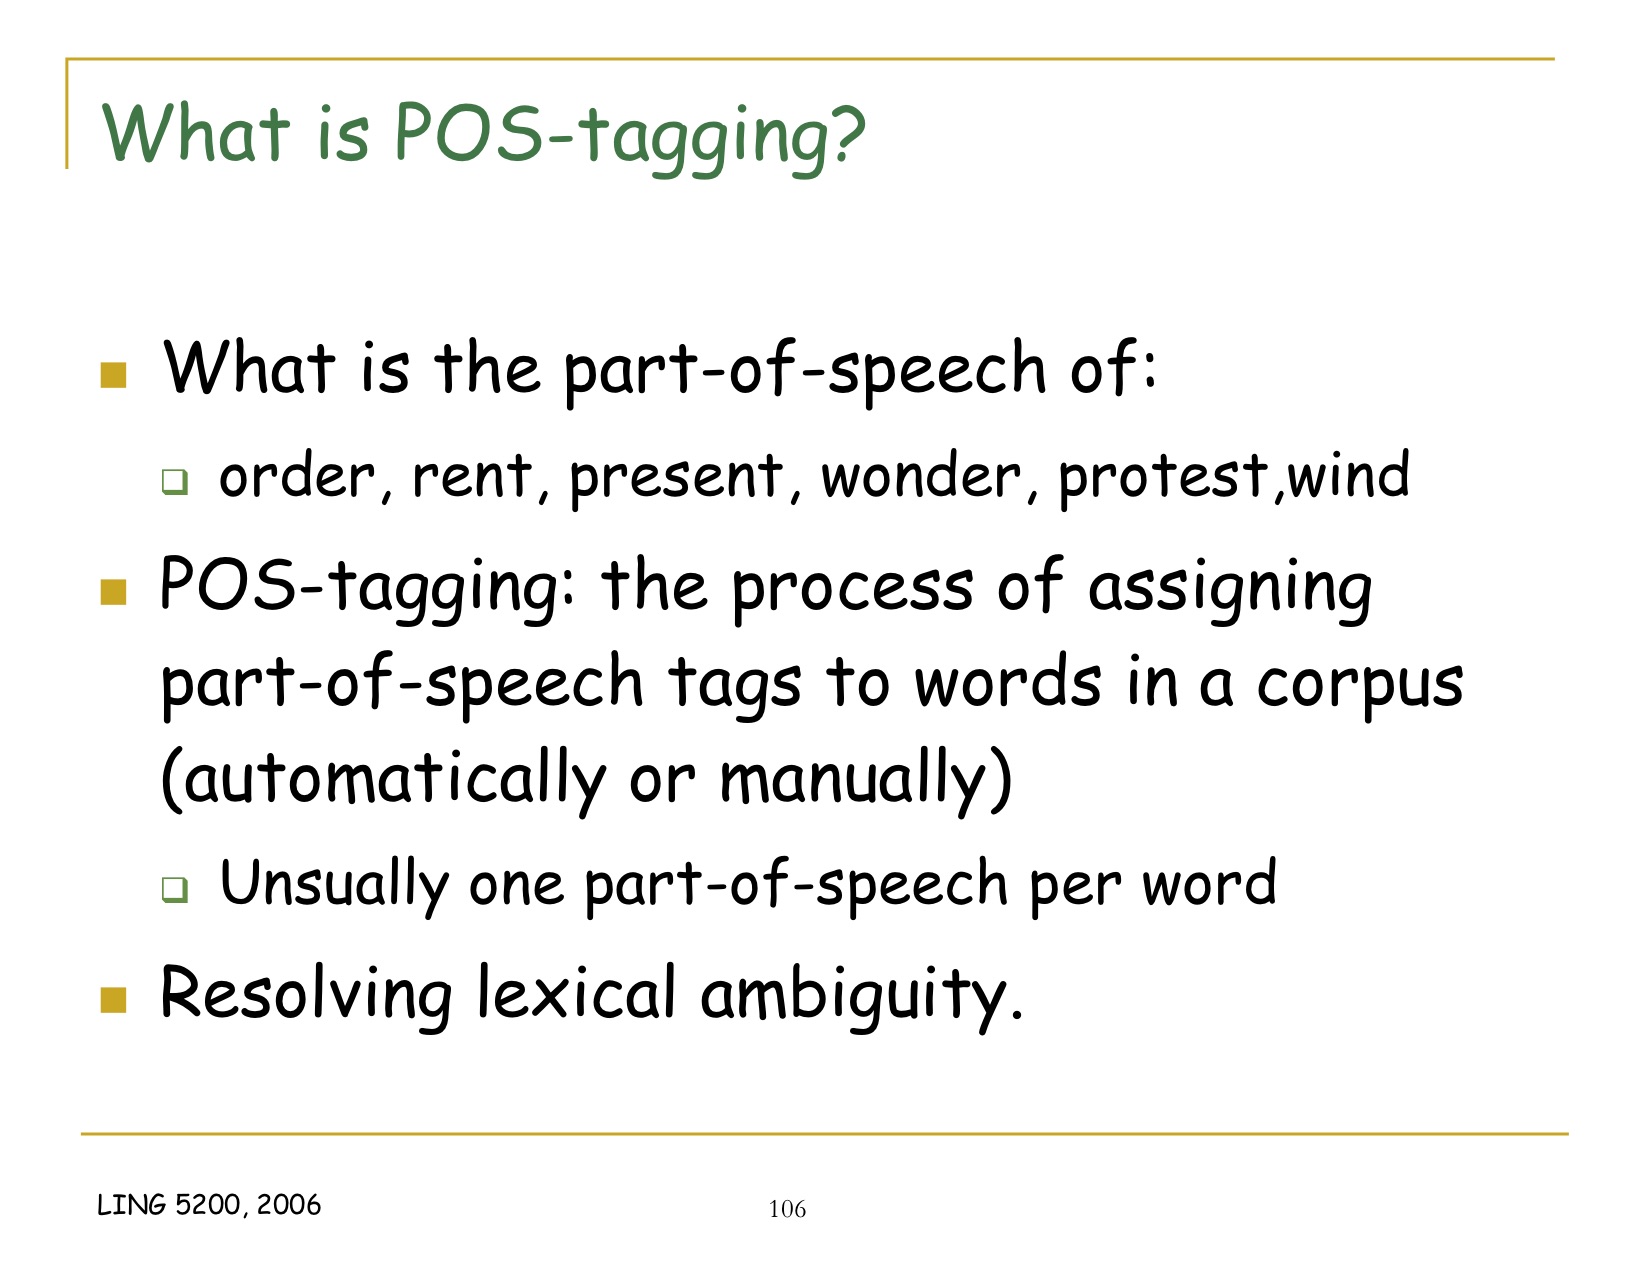 What is POS-tagging?
What is the part-of-speech of:
order, rent, present, wonder, protest,wind
POS-tagging: the process of assigning
part-of-speech tags to words in a corpus
(automatically or manually)
Unsually one part-of-speech per word
Resolving lexical ambiguity.
LING 5200, 2006
106